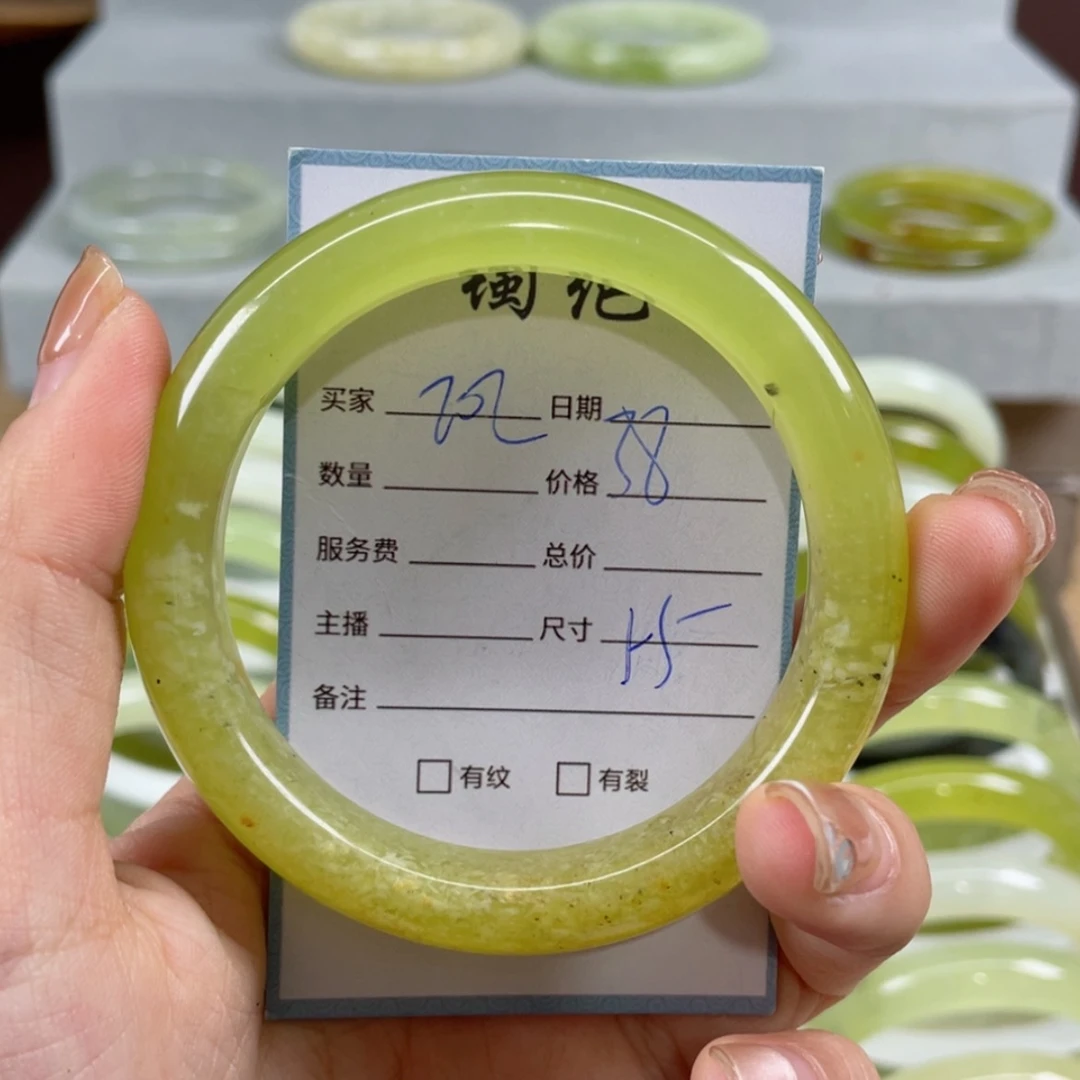 买家 日期
数量 价格 58
服务费 总价
主播 尺寸
备注
□ 有纹 □ 有裂